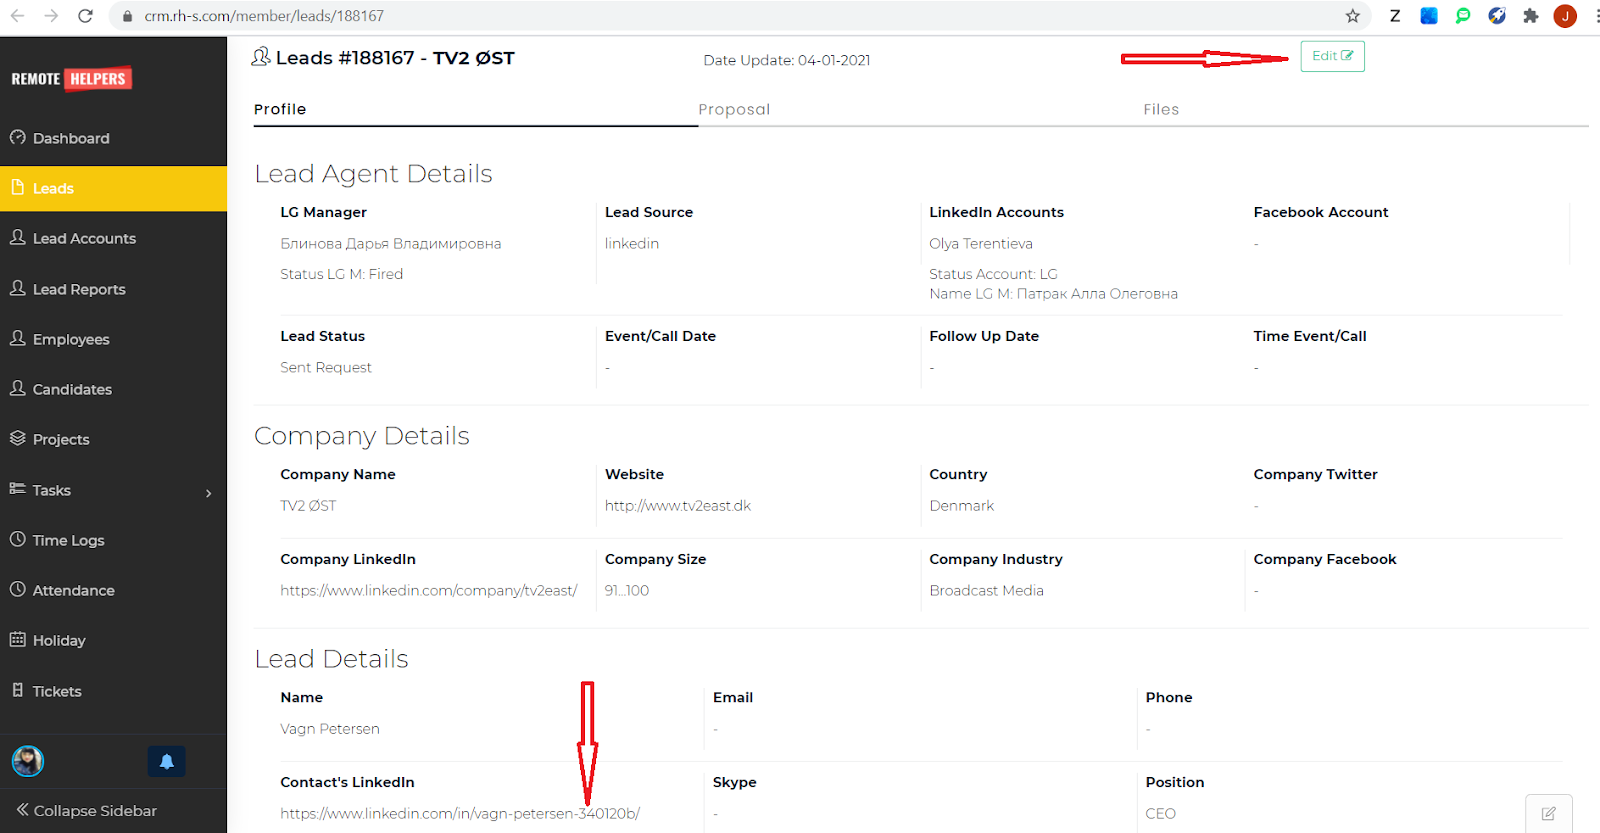 crm.rh-s.com/member/leads/188167
Z
J
REMOTE HELPERS
Dashboard
Leads
Lead Accounts
Lead Reports
Employees
Candidates
Projects
Tasks
Time Logs
Attendance
Holiday
Tickets
Collapse Sidebar
Leads #188167 - TV2 ØST
Date Update: 04-01-2021
Edit
Profile Proposal Files
Lead Agent Details
LG Manager Lead Source LinkedIn Accounts Facebook Account
Блинова Дарья Владимировна linkedin Olya Terentieva -
Status LG M: Fired Status Account: LG
Name LG M: Патрак Алла Олеговна
Lead Status Event/Call Date Follow Up Date Time Event/Call
Sent Request - - -
Company Details
Company Name Website Country Company Twitter
TV2 ØST http://www.tv2east.dk Denmark -
Company LinkedIn Company Size Company Industry Company Facebook
https://www.linkedin.com/company/tv2east/ 91...100 Broadcast Media -
Lead Details
Name Email Phone
Vagn Petersen - -
Contact's LinkedIn Skype Position
https://www.linkedin.com/in/vagn-petersen-340120b/ - CEO